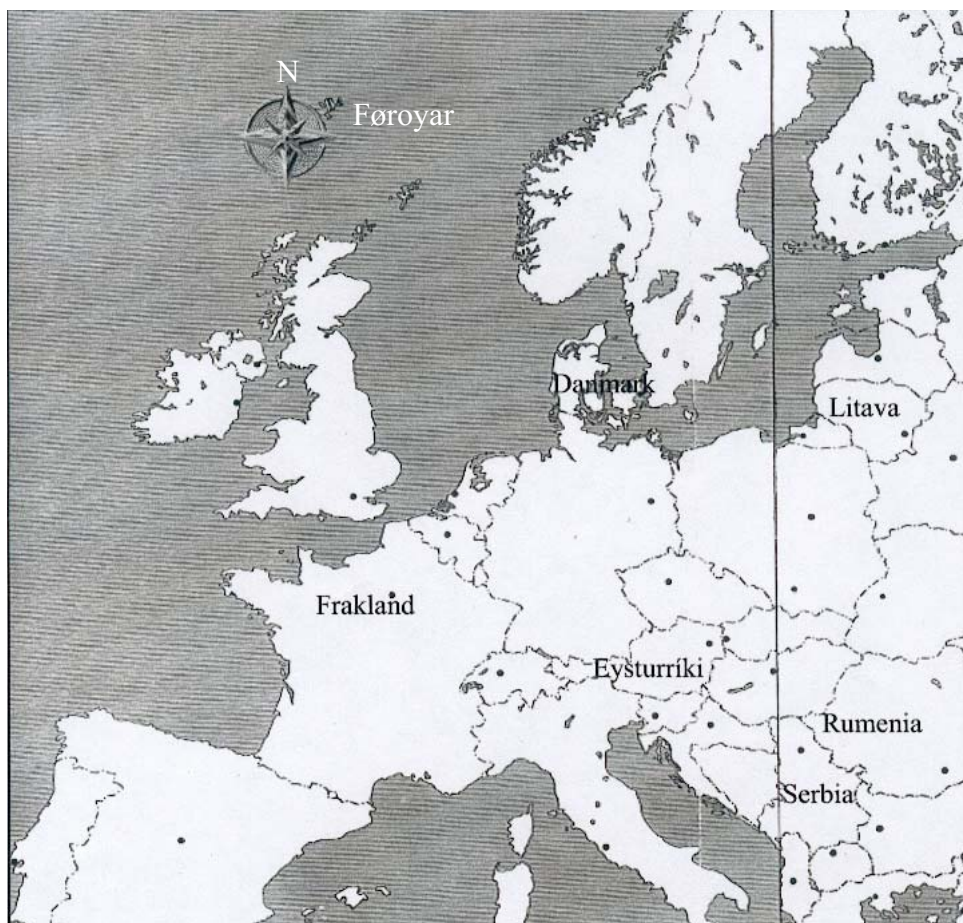 N
Føroyar
Danmark
Litava
Frakland
Eysturríki
Rumenia
Serbia